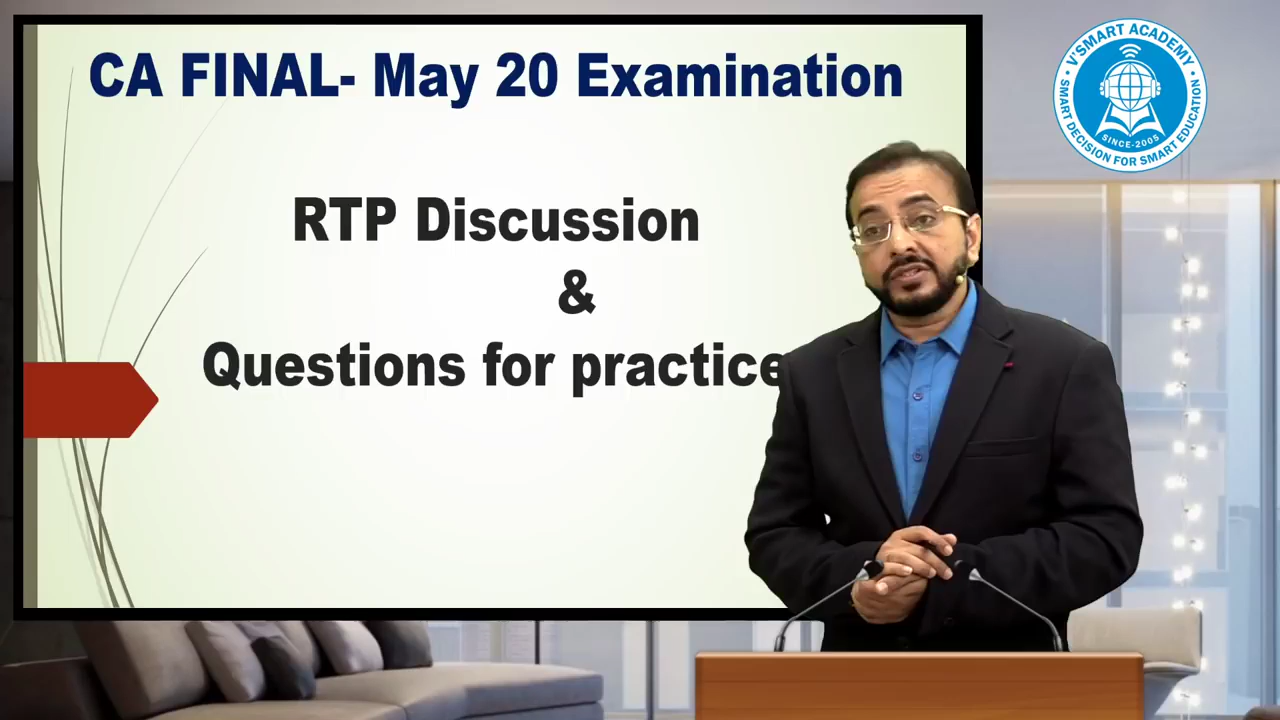 CA FINAL- May 20 Examination
RTP Discussion
&
Questions for practice
V'SMART ACADEMY
SMART DECISION FOR SMART EDUCATION
SINCE-2005